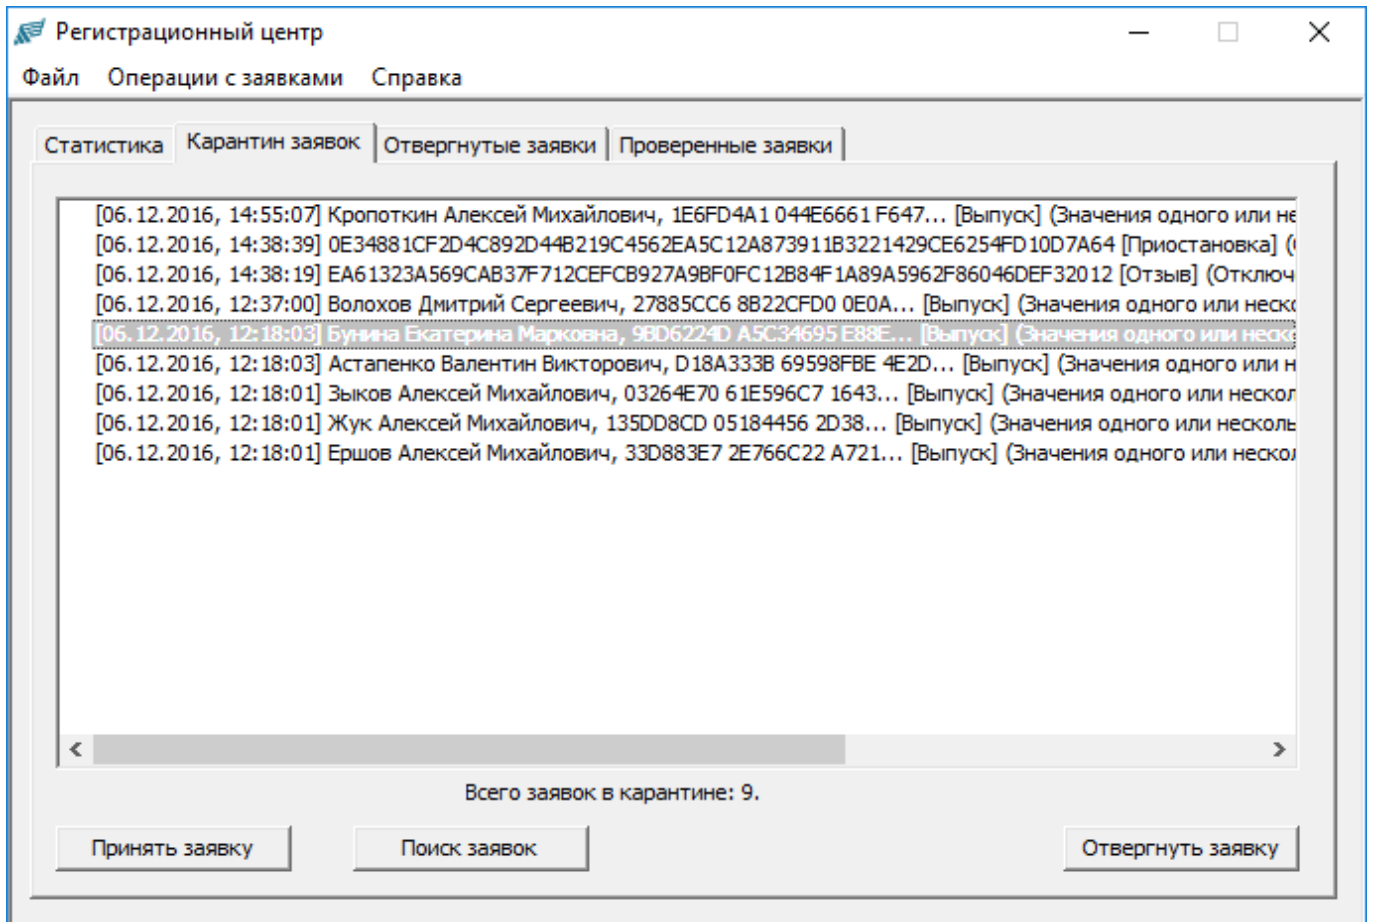 Регистрационный центр
Файл Операции с заявками Справка
Статистика Карантин заявок Отвергнутые заявки Проверенные заявки
[06.12.2016, 14:55:07] Кропоткин Алексей Михайлович, 1E6FD4A1 044E6661 F647... [Выпуск] (Значения одного или не
[06.12.2016, 14:38:39] 0E34881CF2D4C892D44B219C4562EA5C12A873911B3221429CE6254FD10D7A64 [Приостановка] (
[06.12.2016, 14:38:19] EA61323A569CAB37F712CEFCB927A9BF0FC12B84F1A89A5962F86046DEF32012 [Отзыв] (Отключ
[06.12.2016, 12:37:00] Волохов Дмитрий Сергеевич, 27885CC6 8B22CFD0 0E0A... [Выпуск] (Значения одного или неско
[06.12.2016, 12:18:03] Бунина Екатерина Марковна, 9BD6224D A5C34695 E88E... [Выпуск] (Значения одного или неско
[06.12.2016, 12:18:03] Астапенко Валентин Викторович, D18A333B 69598FBE 4E2D... [Выпуск] (Значения одного или н
[06.12.2016, 12:18:01] Зыков Алексей Михайлович, 03264E70 61E596C7 1643... [Выпуск] (Значения одного или нескол
[06.12.2016, 12:18:01] Жук Алексей Михайлович, 135DD8CD 05184456 2D38... [Выпуск] (Значения одного или несколь
[06.12.2016, 12:18:01] Ершов Алексей Михайлович, 33D883E7 2E766C22 A721... [Выпуск] (Значения одного или нескол
Всего заявок в карантине: 9.
Принять заявку Поиск заявок Отвергнуть заявку